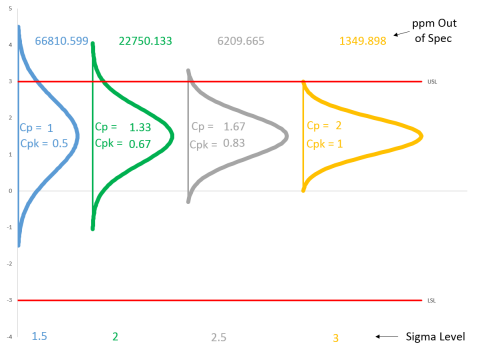 5
ppm Out
of Spec
4
66810.599 22750.133 6209.665 1349.898
3
USL
2
Cp = 1 Cp = 1.33 Cp = 1.67 Cp = 2
Cpk = 0.5 Cpk = 0.67 Cpk = 0.83 Cpk = 1
1
0
-1
-2
-3
LSL
-4
1.5 2 2.5 3 Sigma Level